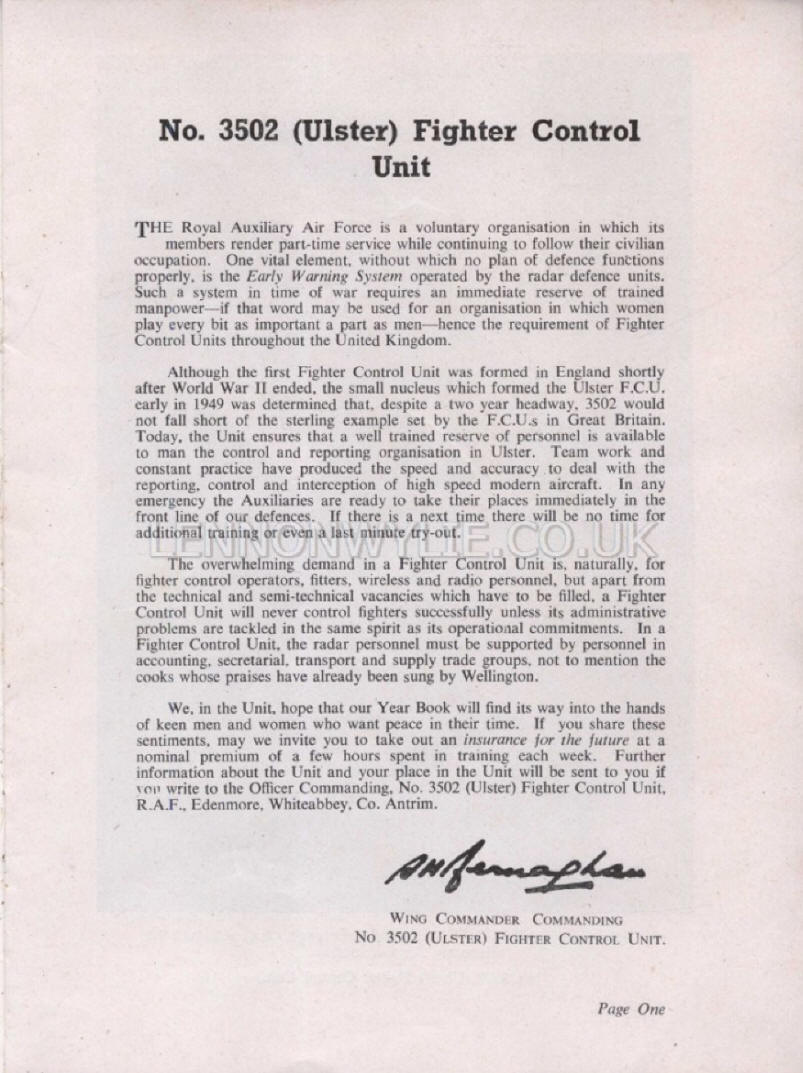 No. 3502 (Ulster) Fighter Control
Unit
THE Royal Auxiliary Air Force is a voluntary organisation in which its
members render part-time service while continuing to follow their civilian
occupation. One vital element, without which no plan of defence functions
properly, is the Early Warning System operated by the radar defence units.
Such a system in time of war requires an immediate reserve of trained
manpower—if that word may be used for an organisation in which women
play every bit as important a part as men—hence the requirement of Fighter
Control Units throughout the United Kingdom.
Although the first Fighter Control Unit was formed in England shortly
after World War II ended, the small nucleus which formed the Ulster F.C.U.
early in 1949 was determined that, despite a two year headway, 3502 would
not fall short of the sterling example set by the F.C.U.s in Great Britain.
Today, the Unit ensures that a well trained reserve of personnel is available
to man the control and reporting organisation in Ulster. Team work and
constant practice have produced the speed and accuracy to deal with the
reporting, control and interception of high speed modern aircraft. In any
emergency the Auxiliaries are ready to take their places immediately in the
front line of our defences. If there is a next time there will be no time for
additional training or even a last minute try-out.
LENNONWYLIE.CO.UK
The overwhelming demand in a Fighter Control Unit is, naturally, for
fighter control operators, fitters, wireless and radio personnel, but apart from
the technical and semi-technical vacancies which have to be filled, a Fighter
Control Unit will never control fighters successfully unless its administrative
problems are tackled in the same spirit as its operational commitments. In a
Fighter Control Unit, the radar personnel must be supported by personnel in
accounting, secretarial, transport and supply trade groups, not to mention the
cooks whose praises have already been sung by Wellington.
We, in the Unit, hope that our Year Book will find its way into the hands
of keen men and women who want peace in their time. If you share these
sentiments, may we invite you to take out an insurance for the future at a
nominal premium of a few hours spent in training each week. Further
information about the Unit and your place in the Unit will be sent to you if
you write to the Officer Commanding, No. 3502 (Ulster) Fighter Control Unit,
R.A.F., Edenmore, Whiteabbey, Co. Antrim.
WING COMMANDER COMMANDING
NO 3502 (ULSTER) FIGHTER CONTROL UNIT.
Page One